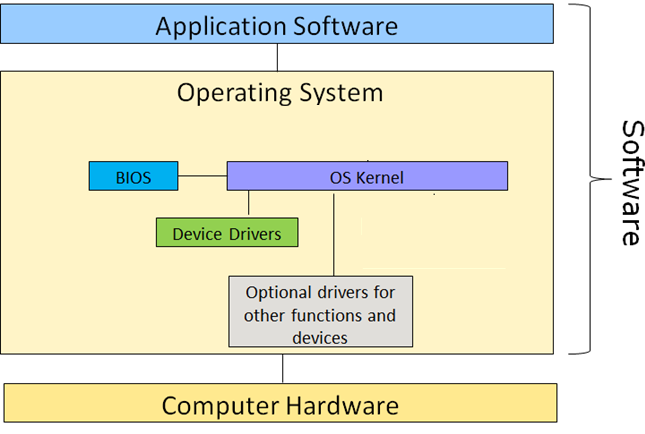 Application Software
Operating System
BIOS
OS Kernel
Device Drivers
Optional drivers for
other functions and
devices
Computer Hardware
Software